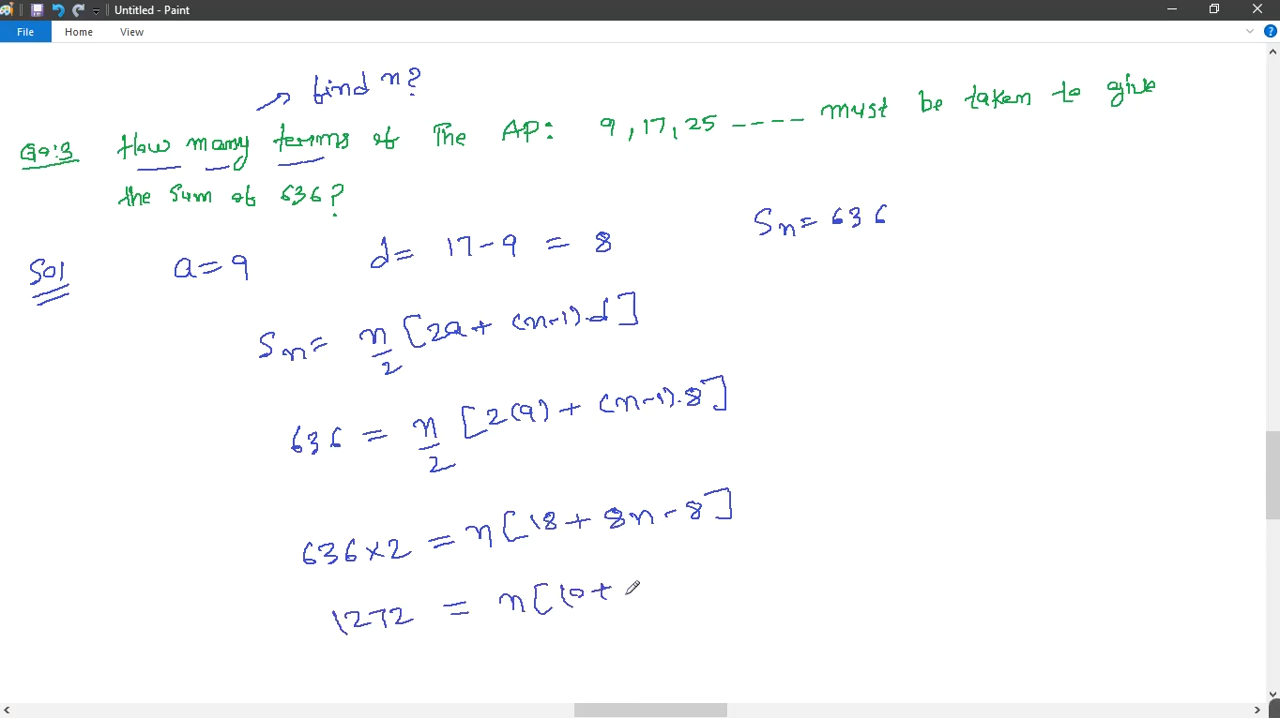 Untitled - Paint
File Home View
→ find n?
Qn:3 How many terms of the AP: 9, 17, 25 ---- must be taken to give
the sum of 636?
Sol a=9 d= 17-9 = 8 Sn= 636
Sn= n/2 [2a+ (n-1).d]
636 = n/2 [2(9) + (n-1).8]
636×2 = n[18 + 8n - 8]
1272 = n[10+